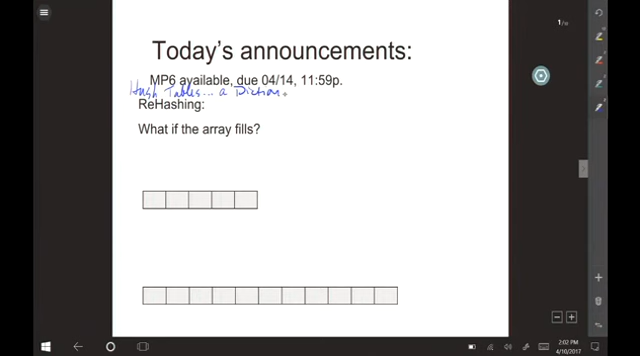 1/
Today's announcements:
MP6 available, due 04/14, 11:59p.
Hash Tables... a Diction
ReHashing:
What if the array fills?
2:02 PM
4/10/2017